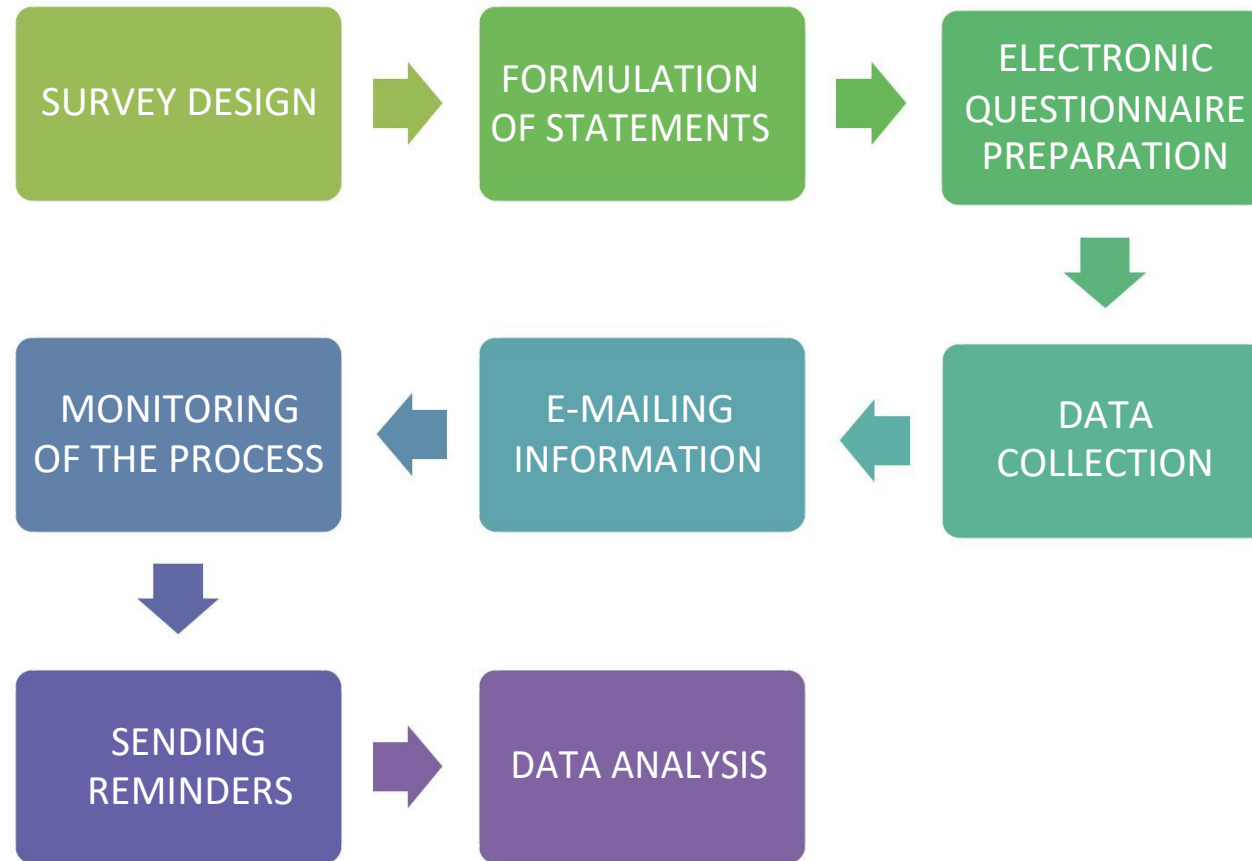 SURVEY DESIGN
FORMULATION
OF STATEMENTS
ELECTRONIC
QUESTIONNAIRE
PREPARATION
DATA
COLLECTION
E-MAILING
INFORMATION
MONITORING
OF THE PROCESS
SENDING
REMINDERS
DATA ANALYSIS